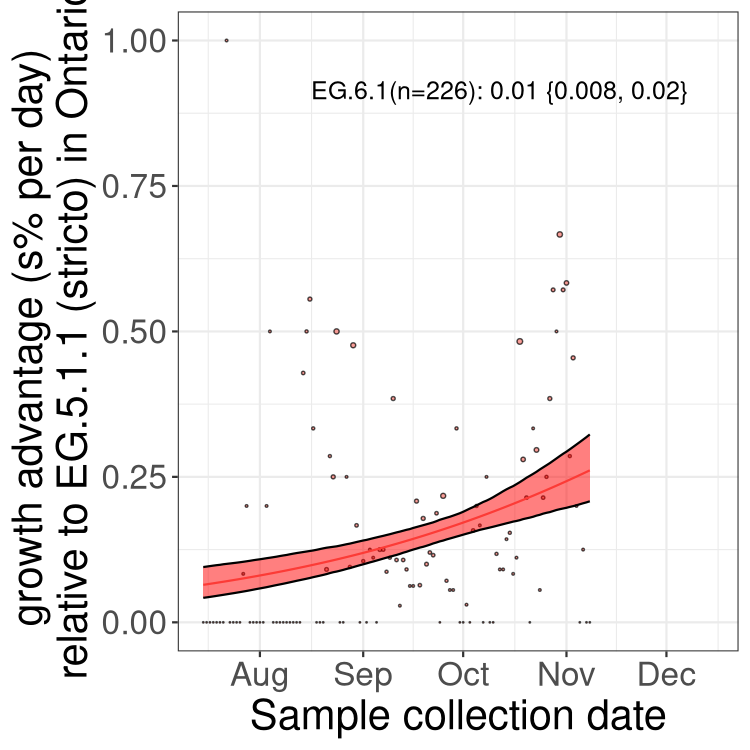 growth advantage (s% per day)
relative to EG.5.1.1 (stricto) in Ontario
1.00
0.75
0.50
0.25
0.00
EG.6.1(n=226): 0.01 {0.008, 0.02}
Aug Sep Oct Nov Dec
Sample collection date